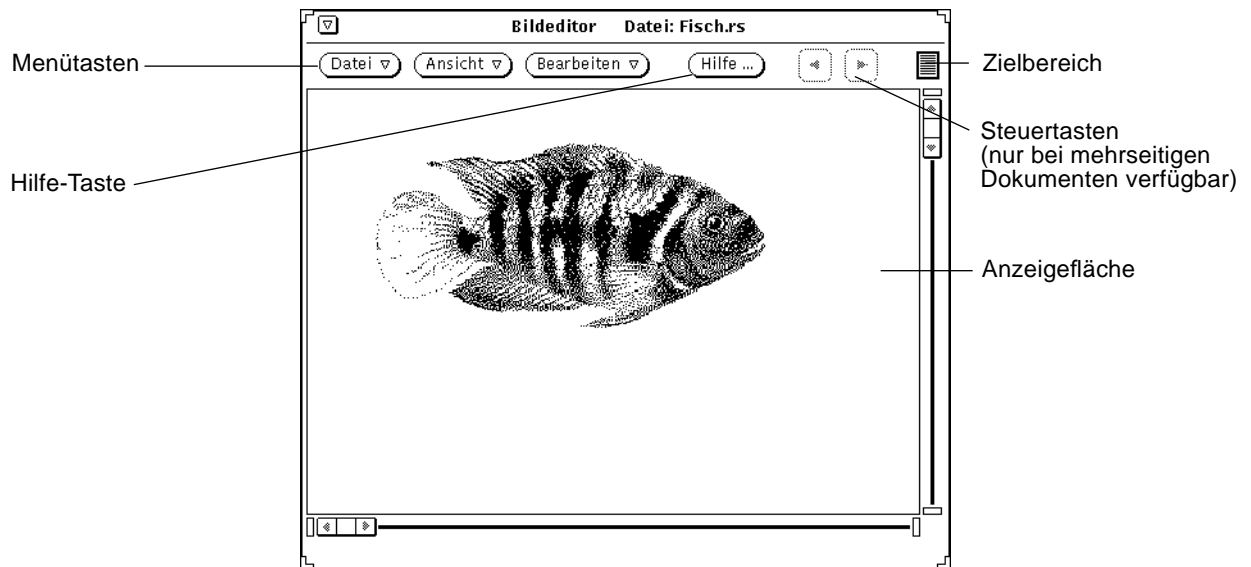 Bildeditor Datei: Fisch.rs
Menütasten
Datei Ansicht Bearbeiten Hilfe ...
Zielbereich
Steuertasten
(nur bei mehrseitigen
Dokumenten verfügbar)
Hilfe-Taste
Anzeigefläche